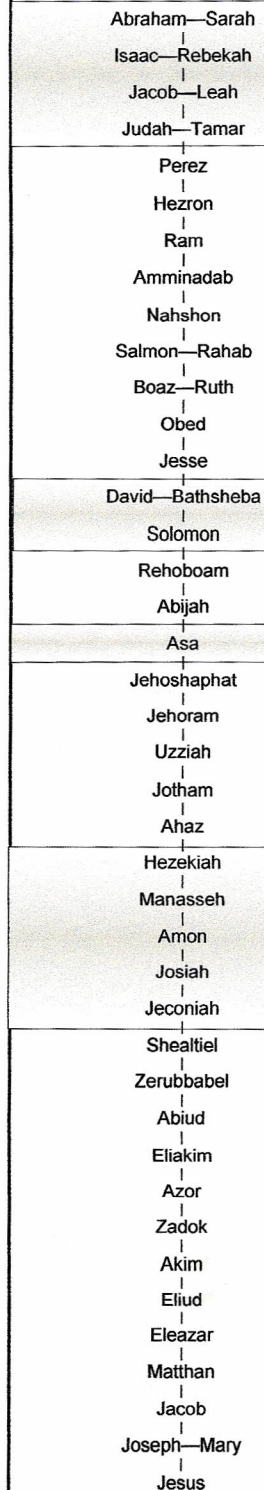 Abraham—Sarah
Isaac—Rebekah
Jacob—Leah
Judah—Tamar
Perez
Hezron
Ram
Amminadab
Nahshon
Salmon—Rahab
Boaz—Ruth
Obed
Jesse
David—Bathsheba
Solomon
Rehoboam
Abijah
Asa
Jehoshaphat
Jehoram
Uzziah
Jotham
Ahaz
Hezekiah
Manasseh
Amon
Josiah
Jeconiah
Shealtiel
Zerubbabel
Abiud
Eliakim
Azor
Zadok
Akim
Eliud
Eleazar
Matthan
Jacob
Joseph—Mary
Jesus